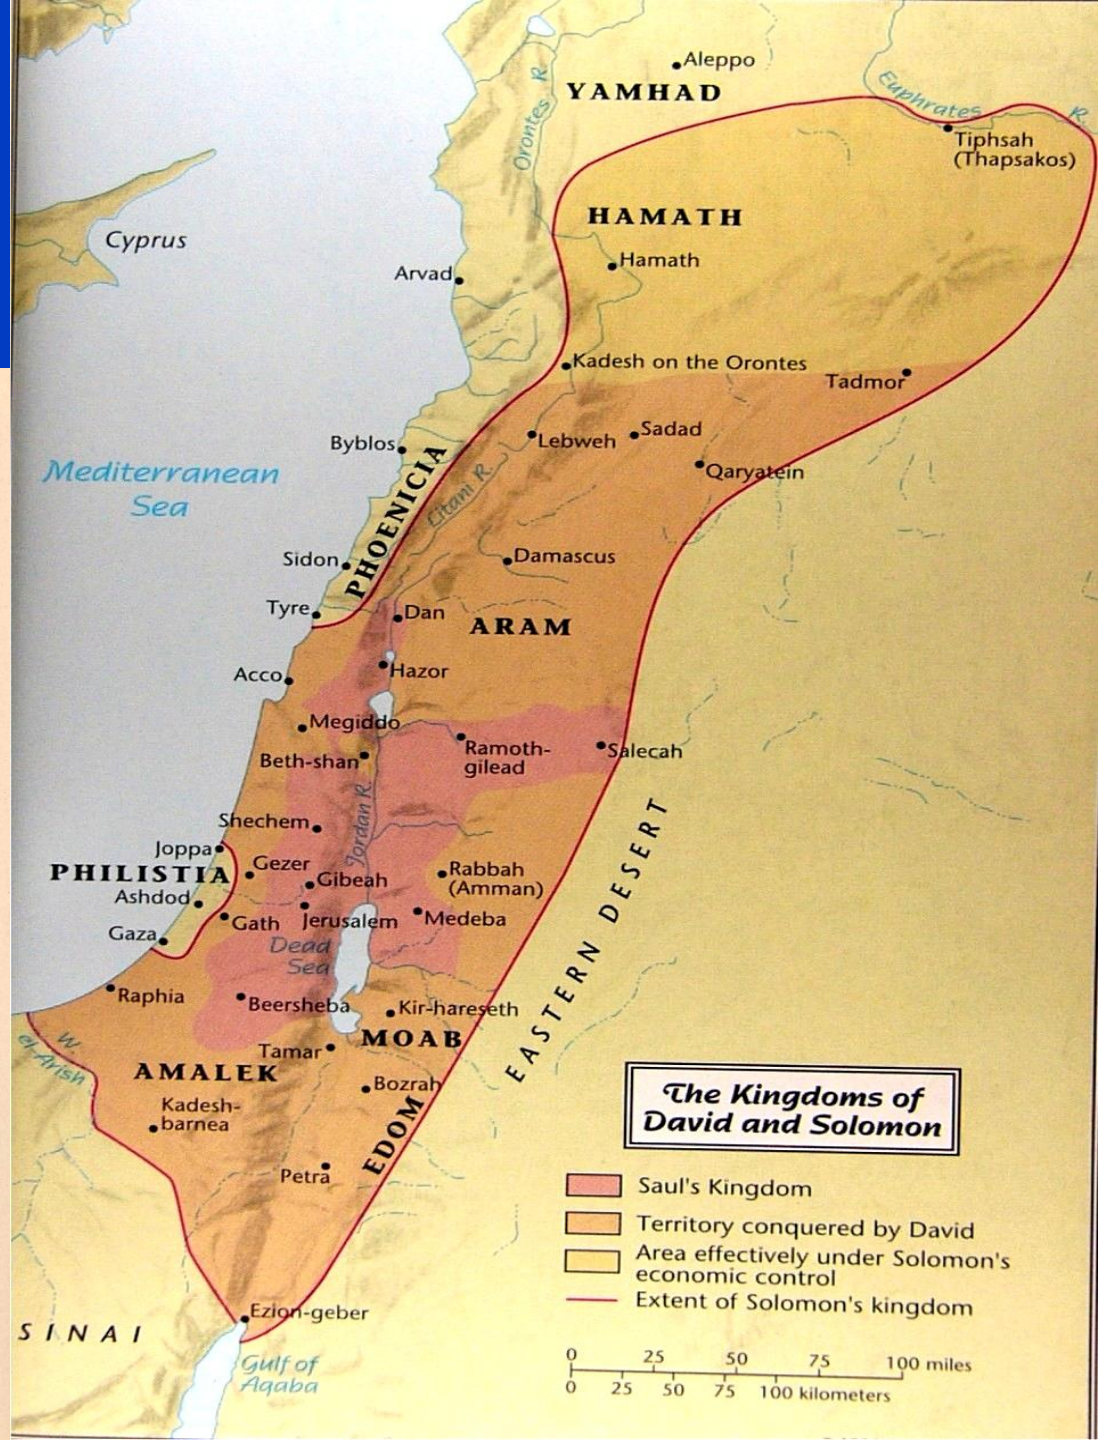 Aleppo
YAMHAD
Euphrates
R.
Orontes R.
Tiphsah
(Thapsakos)
HAMATH
Cyprus
Hamath
Arvad
Kadesh on the Orontes
Tadmor
Byblos
Lebweh
Sadad
Qaryatein
Mediterranean
Sea
PHOENICIA
Litani R.
Sidon
Damascus
Tyre
Dan
ARAM
Acco
Hazor
Megiddo
Ramoth-
gilead
Salecah
Beth-shan
Jordan R.
Shechem
Joppa
PHILISTIA
Gezer
Gibeah
Rabbah
(Amman)
Ashdod
Gath
Jerusalem
Medeba
Gaza
Dead
Sea
EASTERN DESERT
Raphia
Beersheba
Kir-hareseth
W.
el-Arish
MOAB
Tamar
AMALEK
Bozrah
Kadesh-
barnea
EDOM
Petra
The Kingdoms of
David and Solomon
Saul's Kingdom
Territory conquered by David
Area effectively under Solomon's
economic control
Extent of Solomon's kingdom
Ezion-geber
SINAI
Gulf of
Aqaba
0 25 50 75 100 miles
0 25 50 75 100 kilometers